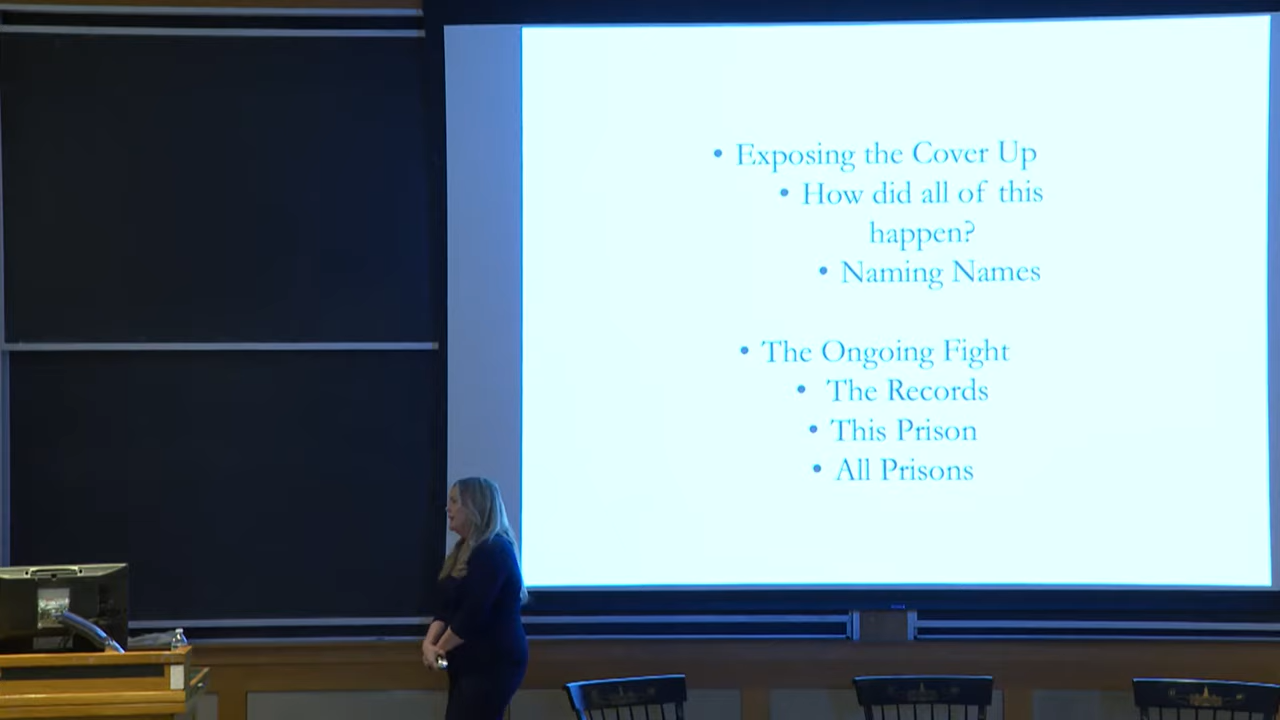 • Exposing the Cover Up
• How did all of this
happen?
• Naming Names
• The Ongoing Fight
• The Records
• This Prison
• All Prisons